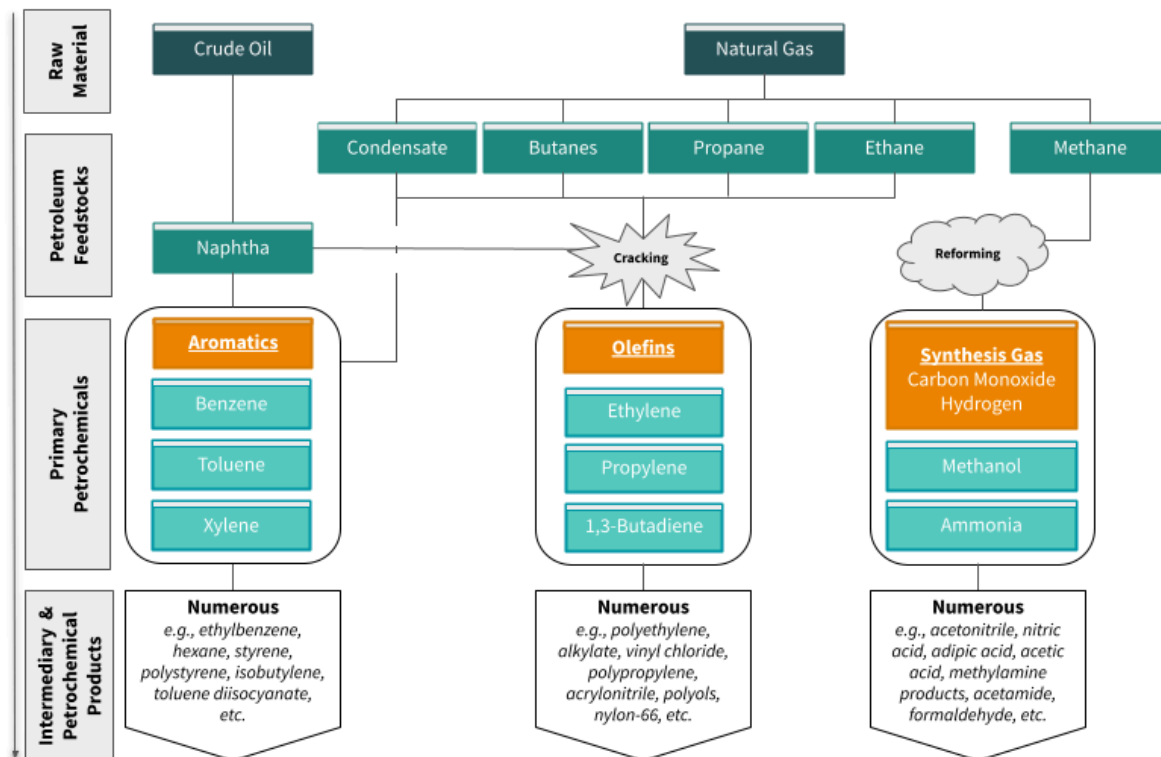 Raw
Material
Crude Oil
Natural Gas
Petroleum
Feedstocks
Condensate
Butanes
Propane
Ethane
Methane
Naphtha
Cracking
Reforming
Primary
Petrochemicals
Aromatics
Benzene
Toluene
Xylene
Olefins
Ethylene
Propylene
1,3-Butadiene
Synthesis Gas
Carbon Monoxide
Hydrogen
Methanol
Ammonia
Intermediary &
Petrochemical
Products
Numerous
e.g., ethylbenzene,
hexane, styrene,
polystyrene, isobutylene,
toluene diisocyanate,
etc.
Numerous
e.g., polyethylene,
alkylate, vinyl chloride,
polypropylene,
acrylonitrile, polyols,
nylon-66, etc.
Numerous
e.g., acetonitrile, nitric
acid, adipic acid, acetic
acid, methylamine
products, acetamide,
formaldehyde, etc.